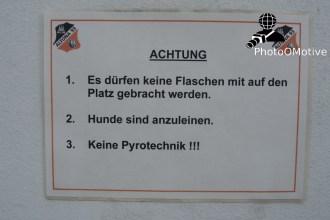 PhotoOMotive
ACHTUNG
1. Es dürfen keine Flaschen mit auf den
Platz gebracht werden.
2. Hunde sind anzuleinen.
3. Keine Pyrotechnik !!!